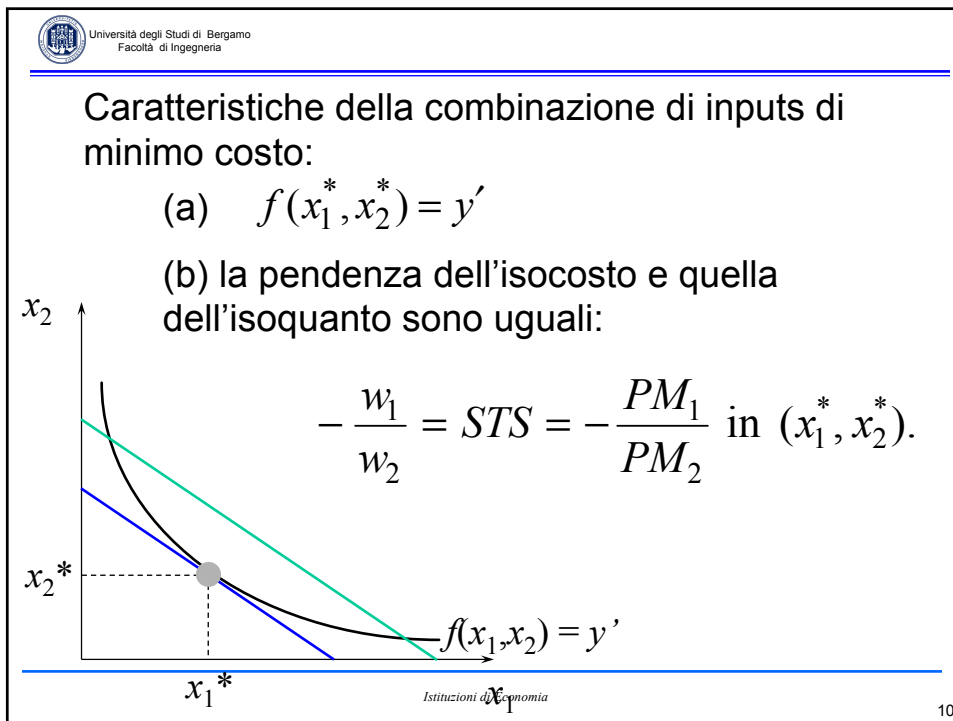 Università degli Studi di Bergamo
Facoltà di Ingegneria
Caratteristiche della combinazione di inputs di
minimo costo:
(a) f(x₁*, x₂*) = y′
(b) la pendenza dell’isocosto e quella
dell’isoquanto sono uguali:
− w₁/w₂ = STS = − PM₁/PM₂ in (x₁*, x₂*).
x₂
x₂*
f(x₁,x₂) = y’
x₁*
x₁
Istituzioni di Economia
10